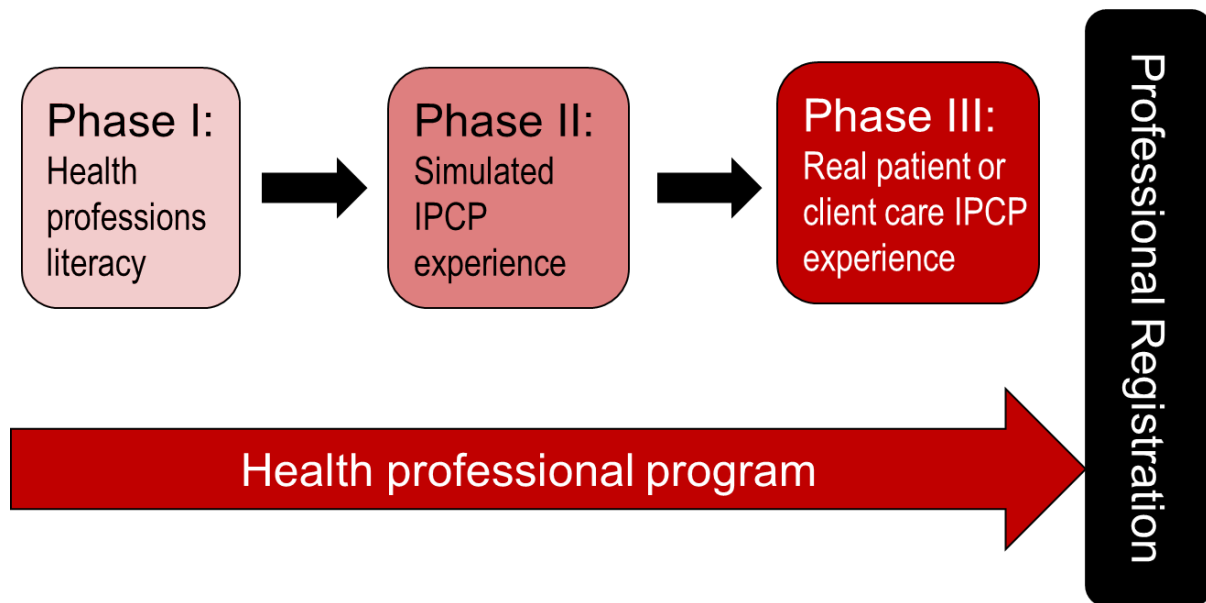 Phase I:
Health
professions
literacy
Phase II:
Simulated
IPCP
experience
Phase III:
Real patient or
client care IPCP
experience
Professional Registration
Health professional program